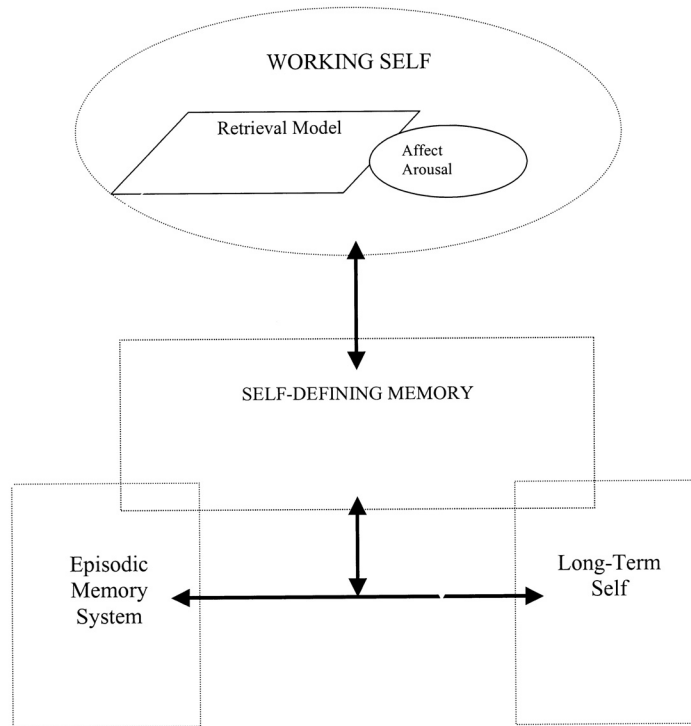 WORKING SELF
Retrieval Model
Affect
Arousal
SELF-DEFINING MEMORY
Episodic
Memory
System
Long-Term
Self